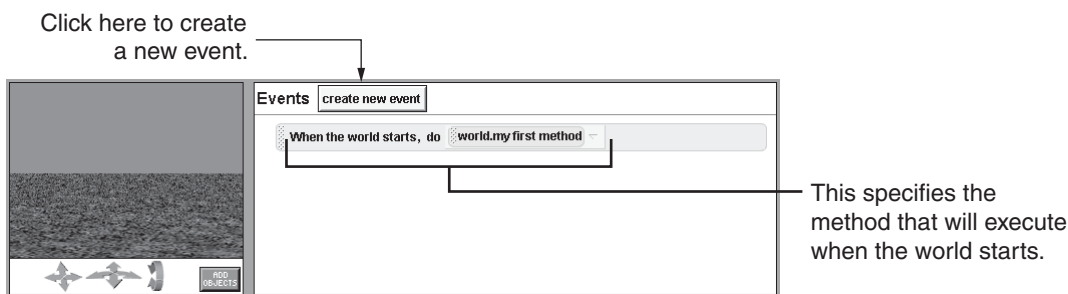 Click here to create
a new event.
Events create new event
When the world starts, do world.my first method
This specifies the
method that will execute
when the world starts.
ADD
OBJECTS